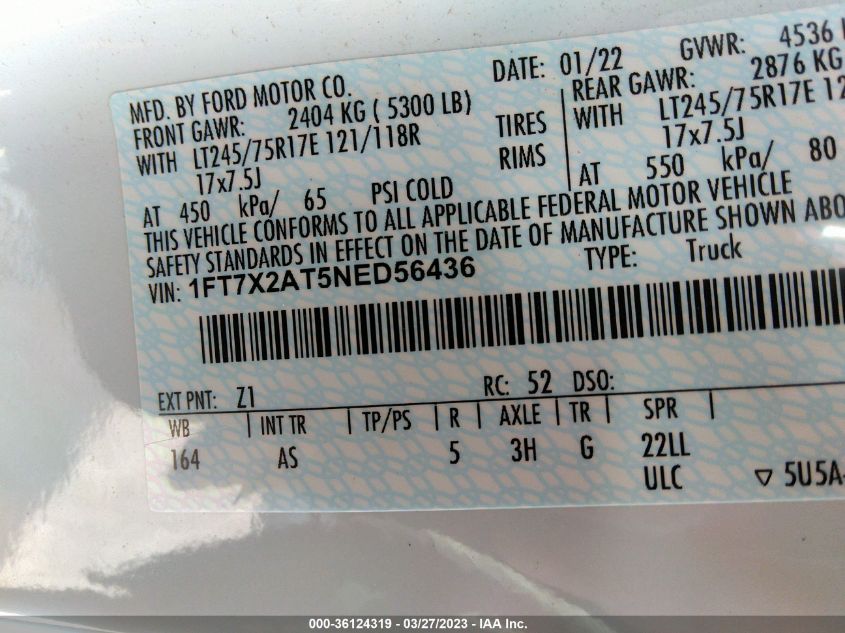 MFD. BY FORD MOTOR CO.
DATE: 01/22 GVWR: 4536
FRONT GAWR: 2404 KG ( 5300 LB)
REAR GAWR: 2876 KG
WITH LT245/75R17E 121/118R TIRES
WITH LT245/75R17E
17x7.5J RIMS
17x7.5J
AT 450 kPa/ 65 PSI COLD
AT 550 kPa/ 80
THIS VEHICLE CONFORMS TO ALL APPLICABLE FEDERAL MOTOR VEHICLE
SAFETY STANDARDS IN EFFECT ON THE DATE OF MANUFACTURE SHOWN
VIN: 1FT7X2AT5NED56436 TYPE: Truck
EXT PNT: Z1 RC: 52 DSO:
WB INT TR TP/PS R AXLE TR SPR
164 AS 5 3H G 22LL
ULC ▽ 5U5A-
000-36124319 - 03/27/2023 - IAA Inc.